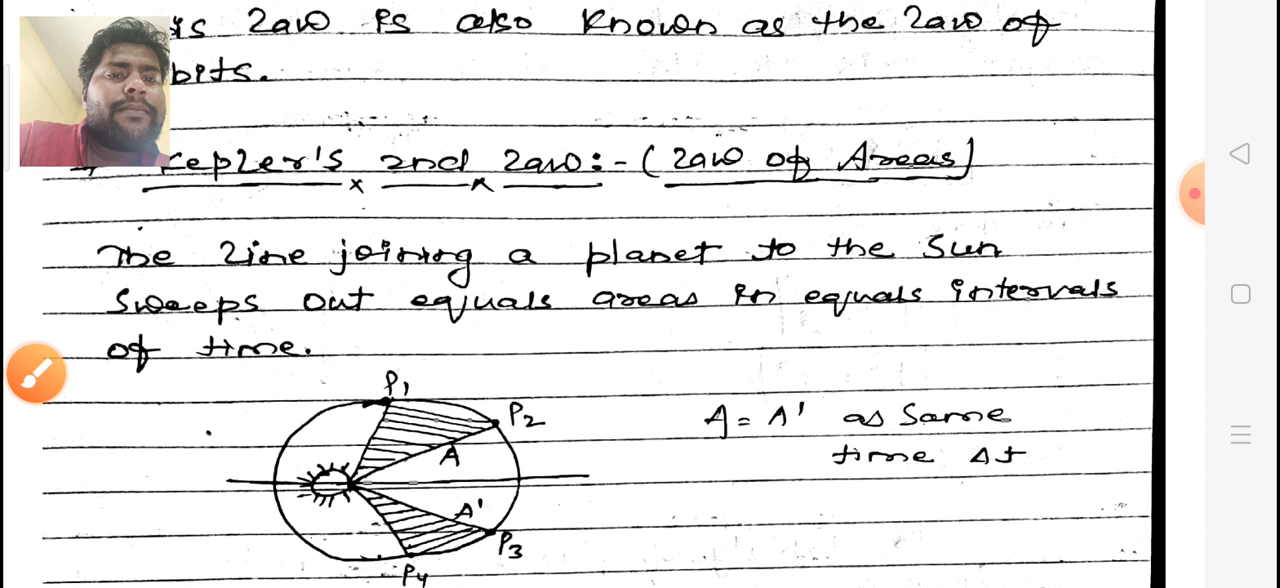 is Law is also known as the Law of
bits.
→ Kepler's 2nd Law:- (Law of Areas)
The line joining a planet to the Sun
sweeps out equals areas in equals intervals
of time.
P1
P2
A
A = A' as same
time Δt
A'
P3
P4